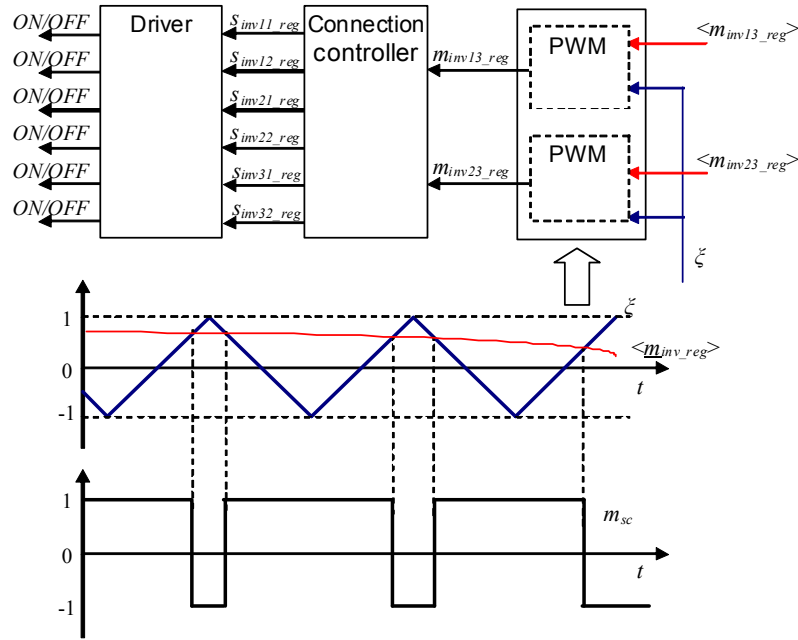 ON/OFF
ON/OFF
ON/OFF
ON/OFF
ON/OFF
ON/OFF
Driver
s_inv11_reg
s_inv12_reg
s_inv21_reg
s_inv22_reg
s_inv31_reg
s_inv32_reg
Connection
controller
m_inv13_reg
m_inv23_reg
PWM
PWM
<m_inv13_reg>
<m_inv23_reg>
ξ
1
0
-1
ξ
<m_inv_reg>
t
1
0
-1
m_sc
t